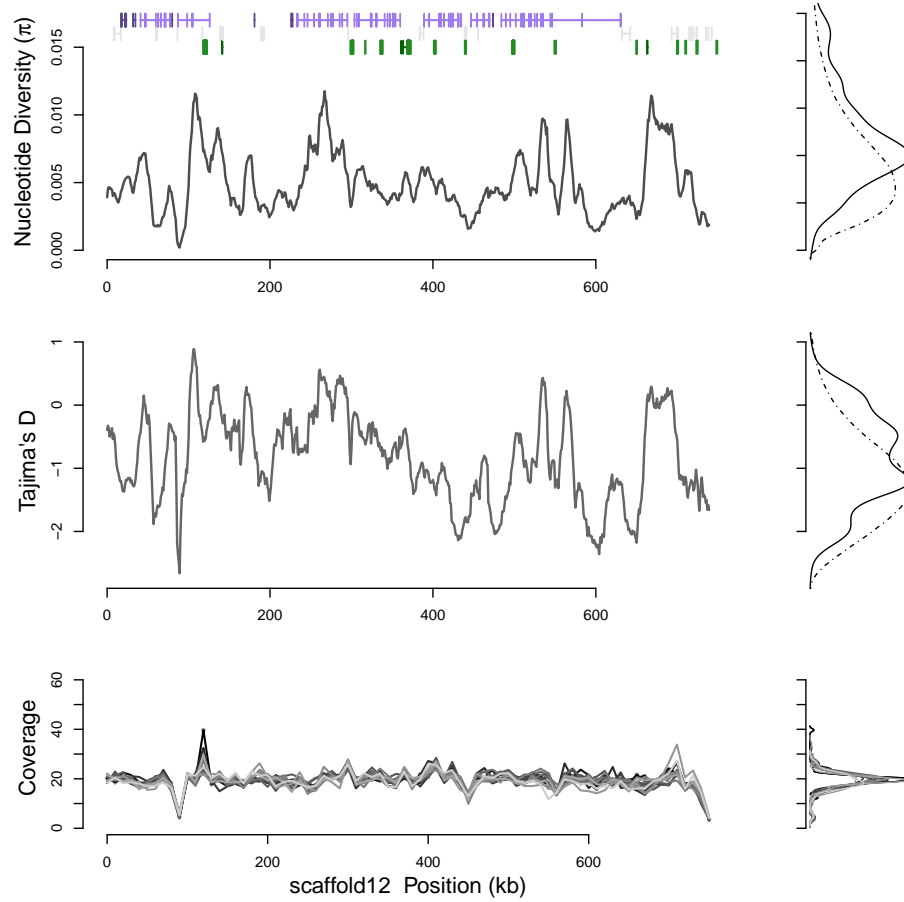 Nucleotide Diversity (π)
0.015
0.010
0.005
0.000
0 200 400 600
Tajima's D
1
0
−1
−2
0 200 400 600
Coverage
60
40
20
0
0 200 400 600
scaffold12 Position (kb)